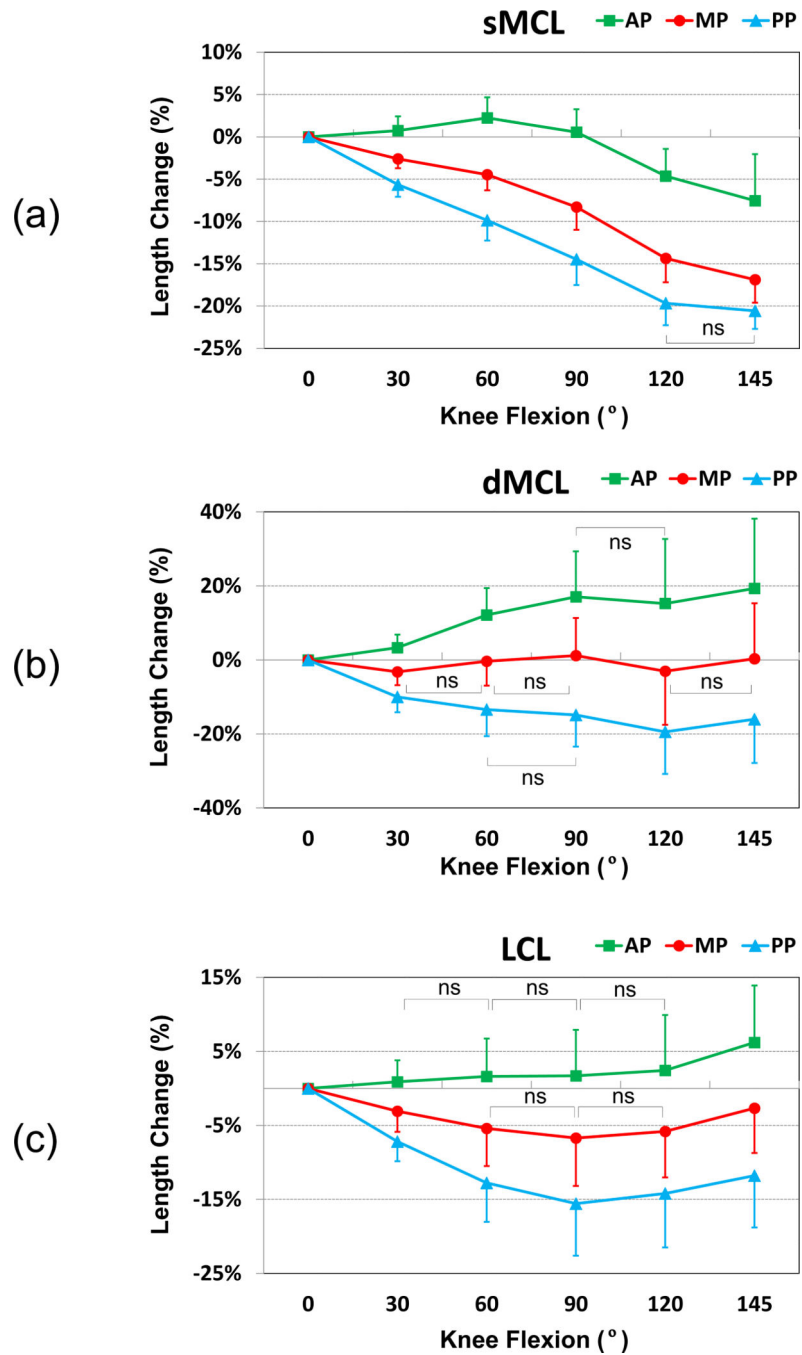 sMCL AP MP PP
10%
5%
0%
-5%
-10%
-15%
-20%
-25%
Length Change (%)
(a)
ns
0 30 60 90 120 145
Knee Flexion (°)
dMCL AP MP PP
40%
20%
0%
-20%
-40%
Length Change (%)
(b)
ns
ns ns ns
ns
0 30 60 90 120 145
Knee Flexion (°)
LCL AP MP PP
15%
5%
-5%
-15%
-25%
Length Change (%)
(c)
ns ns ns
ns ns
0 30 60 90 120 145
Knee Flexion (°)